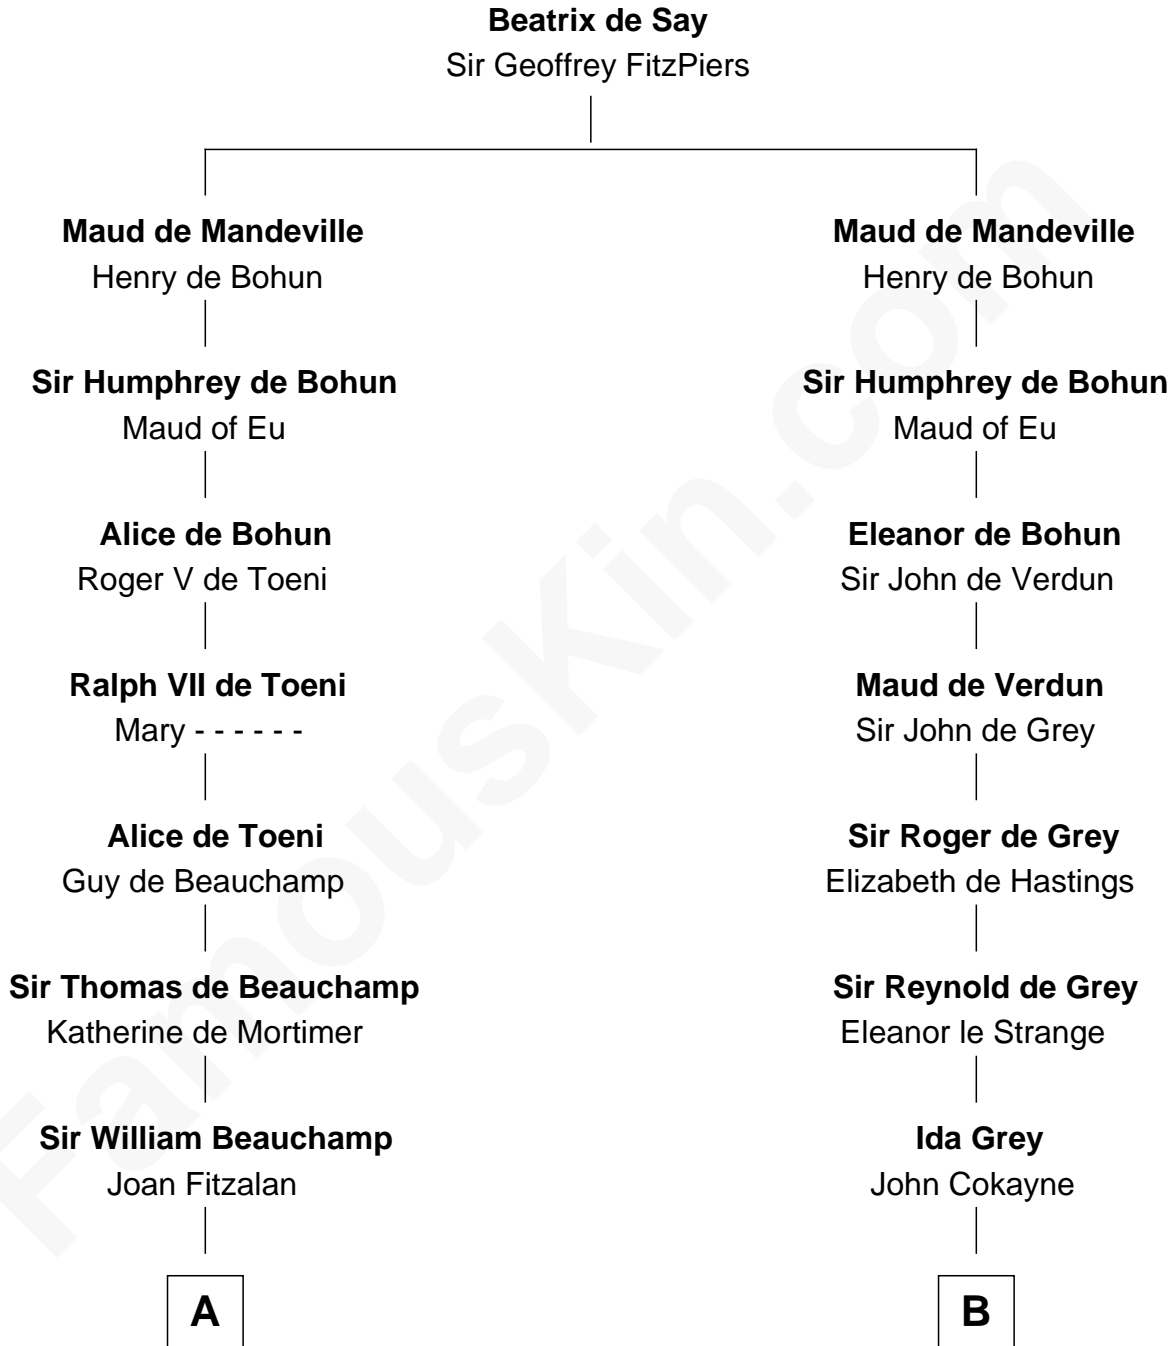 Beatrix de Say
Sir Geoffrey FitzPiers
Maud de Mandeville
Henry de Bohun
Sir Humphrey de Bohun
Maud of Eu
Alice de Bohun
Roger V de Toeni
Ralph VII de Toeni
Mary - - - - - -
Alice de Toeni
Guy de Beauchamp
Sir Thomas de Beauchamp
Katherine de Mortimer
Sir William Beauchamp
Joan Fitzalan
A
Maud de Mandeville
Henry de Bohun
Sir Humphrey de Bohun
Maud of Eu
Eleanor de Bohun
Sir John de Verdun
Maud de Verdun
Sir John de Grey
Sir Roger de Grey
Elizabeth de Hastings
Sir Reynold de Grey
Eleanor le Strange
Ida Grey
John Cokayne
B
FamousKin.com